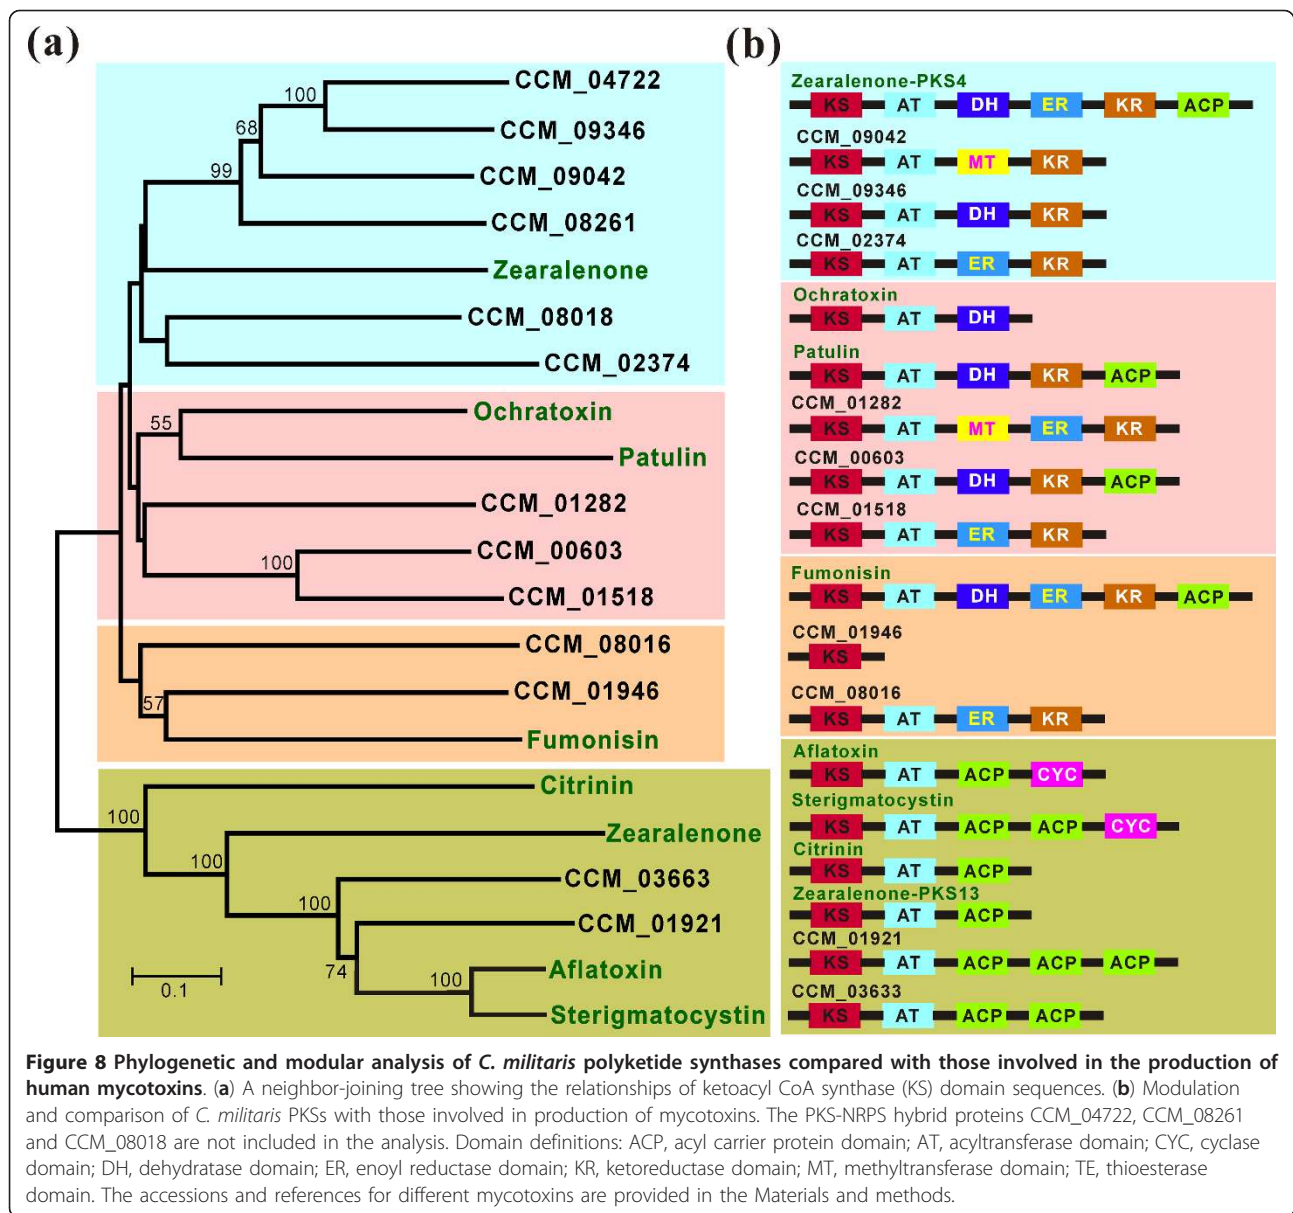 (a)
CCM_04722
100
CCM_09346
68
CCM_09042
99
CCM_08261
Zearalenone
CCM_08018
CCM_02374
Ochratoxin
55
Patulin
CCM_01282
CCM_00603
100
CCM_01518
CCM_08016
CCM_01946
57
Fumonisin
Citrinin
100
Zearalenone
100
CCM_03663
100
CCM_01921
74
Aflatoxin
100
Sterigmatocystin
0.1
(b)
Zearalenone-PKS4
KS AT DH ER KR ACP
CCM_09042
KS AT MT KR
CCM_09346
KS AT DH KR
CCM_02374
KS AT ER KR
Ochratoxin
KS AT DH
Patulin
KS AT DH KR ACP
CCM_01282
KS AT MT ER KR
CCM_00603
KS AT DH KR ACP
CCM_01518
KS AT ER KR
Fumonisin
KS AT DH ER KR ACP
CCM_01946
KS
CCM_08016
KS AT ER KR
Aflatoxin
KS AT ACP CYC
Sterigmatocystin
KS AT ACP ACP CYC
Citrinin
KS AT ACP
Zearalenone-PKS13
KS AT ACP
CCM_01921
KS AT ACP ACP ACP
CCM_03633
KS AT ACP ACP
Figure 8 Phylogenetic and modular analysis of C. militaris polyketide synthases compared with those involved in the production of
human mycotoxins. (a) A neighbor-joining tree showing the relationships of ketoacyl CoA synthase (KS) domain sequences. (b) Modulation
and comparison of C. militaris PKSs with those involved in production of mycotoxins. The PKS-NRPS hybrid proteins CCM_04722, CCM_08261
and CCM_08018 are not included in the analysis. Domain definitions: ACP, acyl carrier protein domain; AT, acyltransferase domain; CYC, cyclase
domain; DH, dehydratase domain; ER, enoyl reductase domain; KR, ketoreductase domain; MT, methyltransferase domain; TE, thioesterase
domain. The accessions and references for different mycotoxins are provided in the Materials and methods.